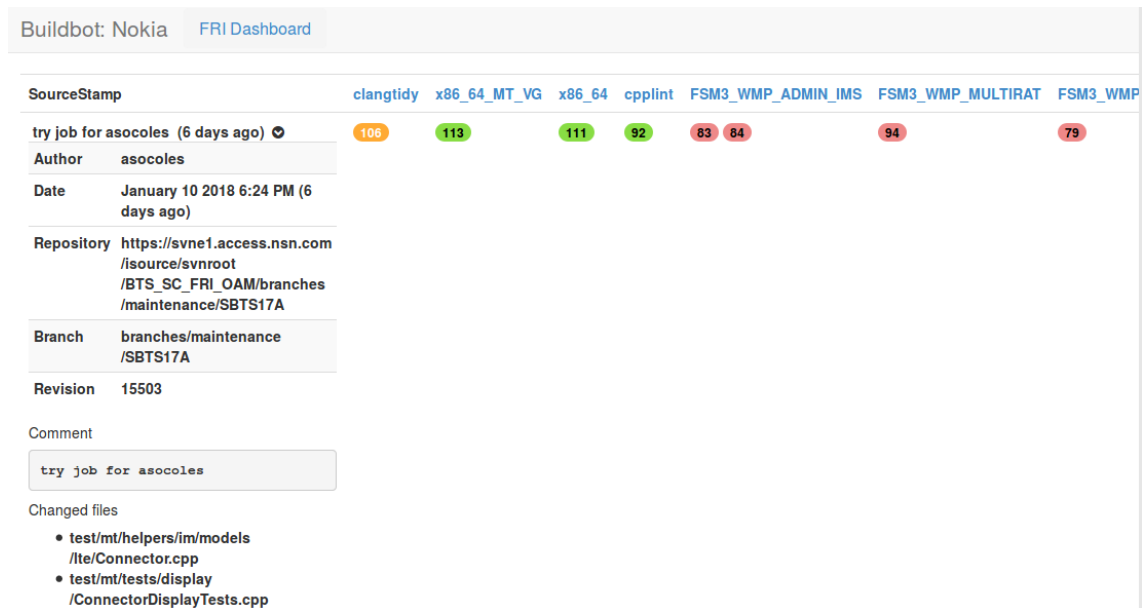 Buildbot: Nokia FRI Dashboard
SourceStamp clangtidy x86_64_MT_VG x86_64 cpplint FSM3_WMP_ADMIN_IMS FSM3_WMP_MULTIRAT FSM3_WMP
try job for asocoles (6 days ago) 106 113 111 92 83 84 94 79
Author asocoles
Date January 10 2018 6:24 PM (6
days ago)
Repository https://svne1.access.nsn.com
/isource/svnroot
/BTS_SC_FRI_OAM/branches
/maintenance/SBTS17A
Branch branches/maintenance
/SBTS17A
Revision 15503
Comment
try job for asocoles
Changed files
• test/mt/helpers/im/models
/lte/Connector.cpp
• test/mt/tests/display
/ConnectorDisplayTests.cpp